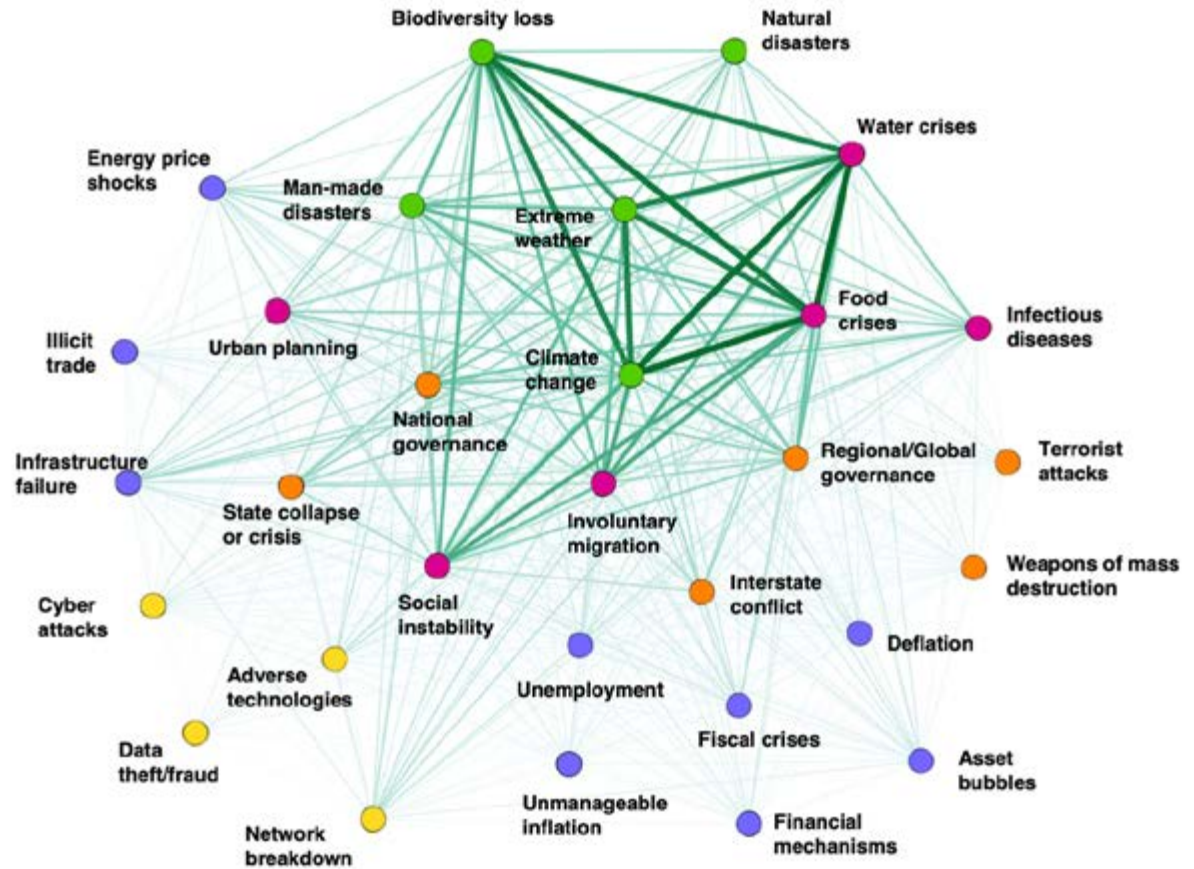 Biodiversity loss
Natural
disasters
Water crises
Energy price
shocks
Man-made
disasters
Extreme
weather
Food
crises
Infectious
diseases
Illicit
trade
Urban planning
Climate
change
National
governance
Regional/Global
governance
Terrorist
attacks
Infrastructure
failure
State collapse
or crisis
Involuntary
migration
Weapons of mass
destruction
Interstate
conflict
Cyber
attacks
Social
instability
Deflation
Adverse
technologies
Unemployment
Fiscal crises
Data
theft/fraud
Asset
bubbles
Unmanageable
inflation
Financial
mechanisms
Network
breakdown